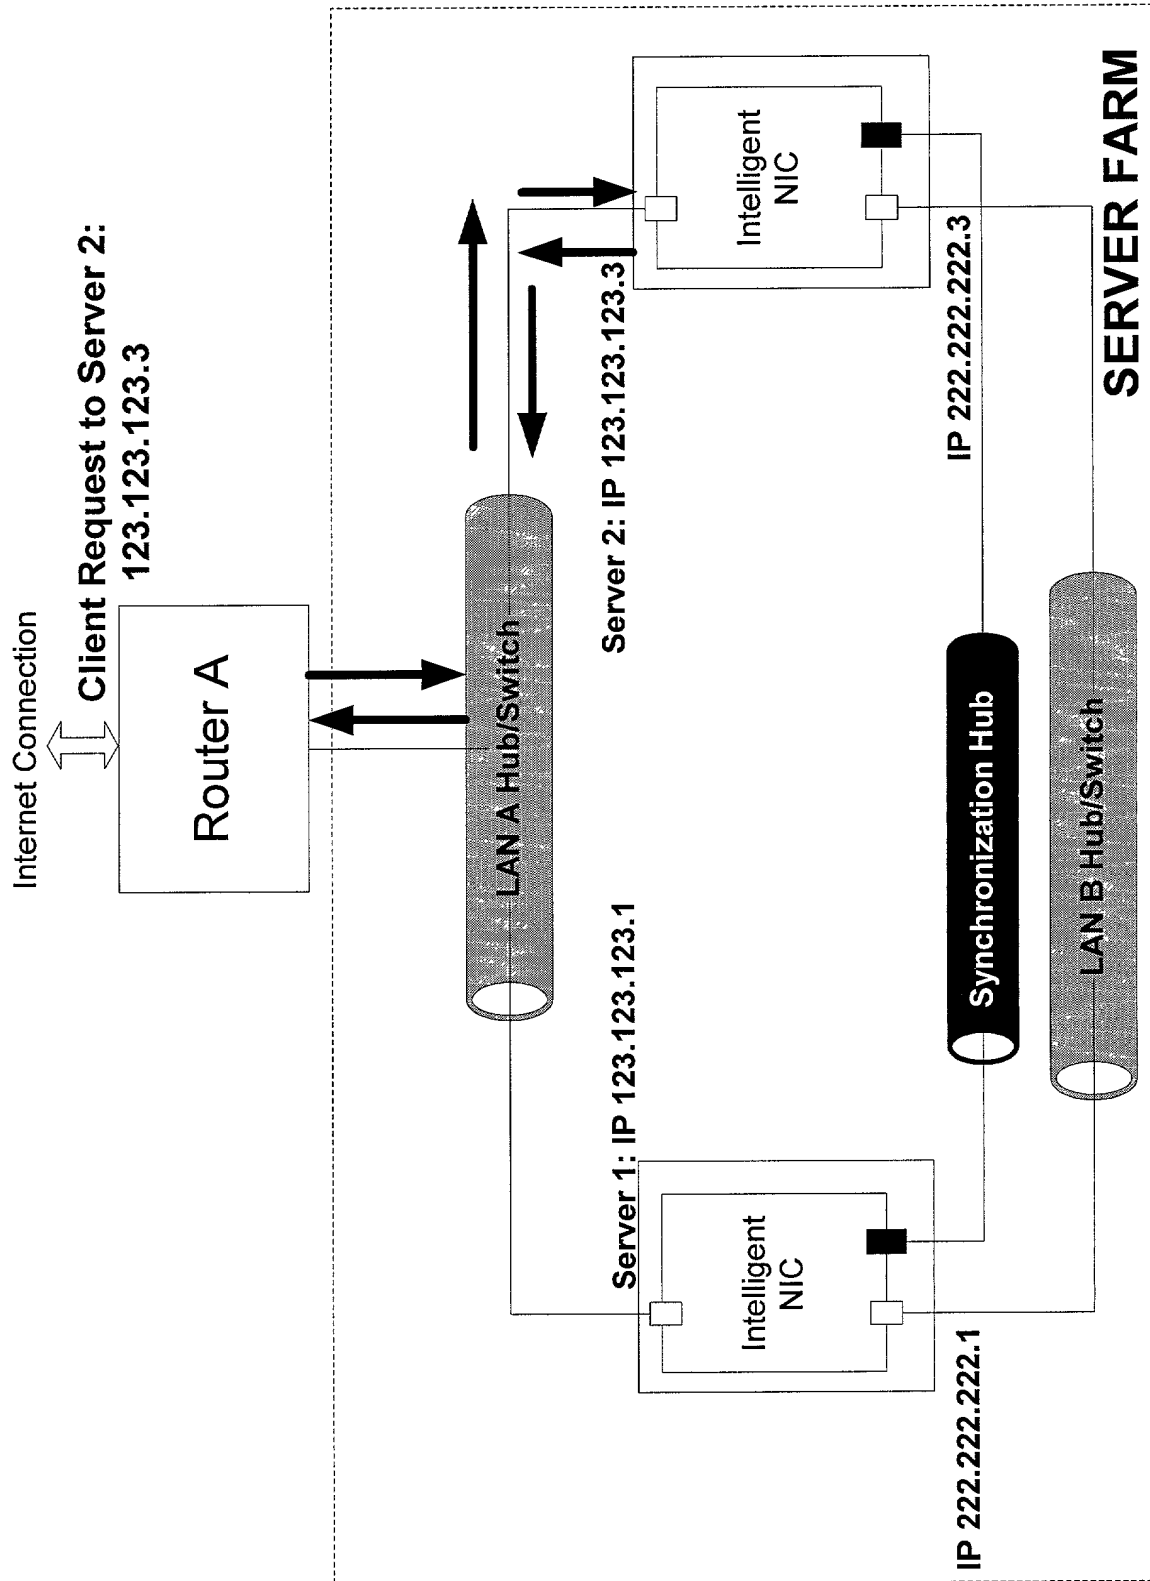 Internet Connection
Client Request to Server 2:
123.123.123.3
Router A
LAN A Hub/Switch
Server 1: IP 123.123.123.1
Server 2: IP 123.123.123.3
Intelligent
NIC
Intelligent
NIC
IP 222.222.222.1
IP 222.222.222.3
Synchronization Hub
LAN B Hub/Switch
SERVER FARM